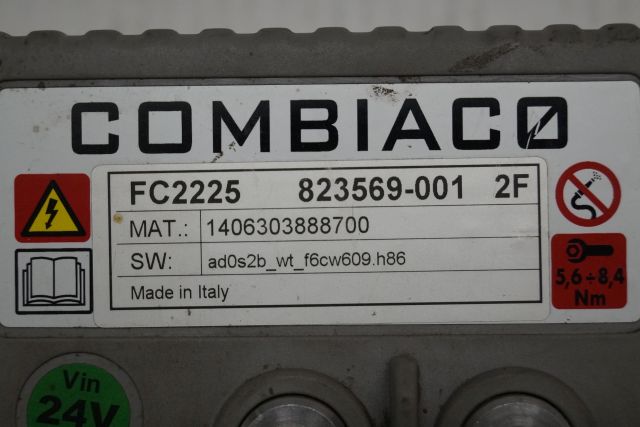 COMBIAC0
FC2225 823569-001 2F
MAT.: 1406303888700
SW: ad0s2b_wt_f6cw609.h86
Made in Italy
5,6÷8,4
Nm
Vin
24V